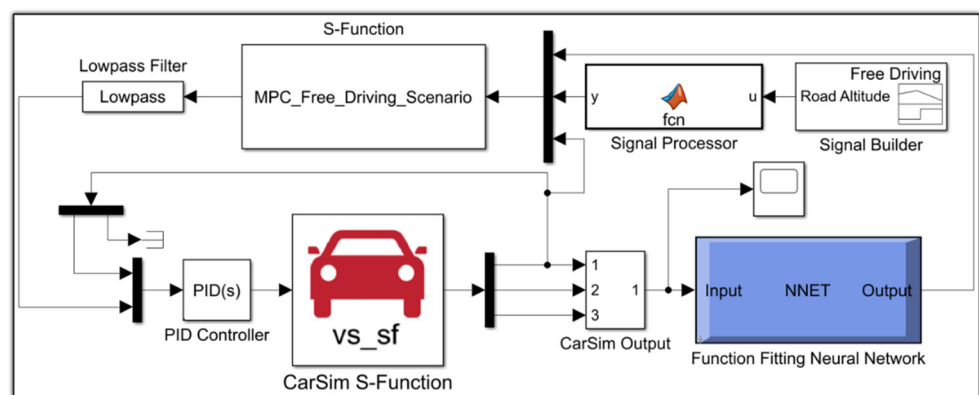 S-Function
Lowpass Filter
Lowpass
MPC_Free_Driving_Scenario
y
fcn
u
Signal Processor
Free Driving
Road Altitude
Signal Builder
PID(s)
PID Controller
vs_sf
CarSim S-Function
1
2
3
1
CarSim Output
Input
NNET
Output
Function Fitting Neural Network